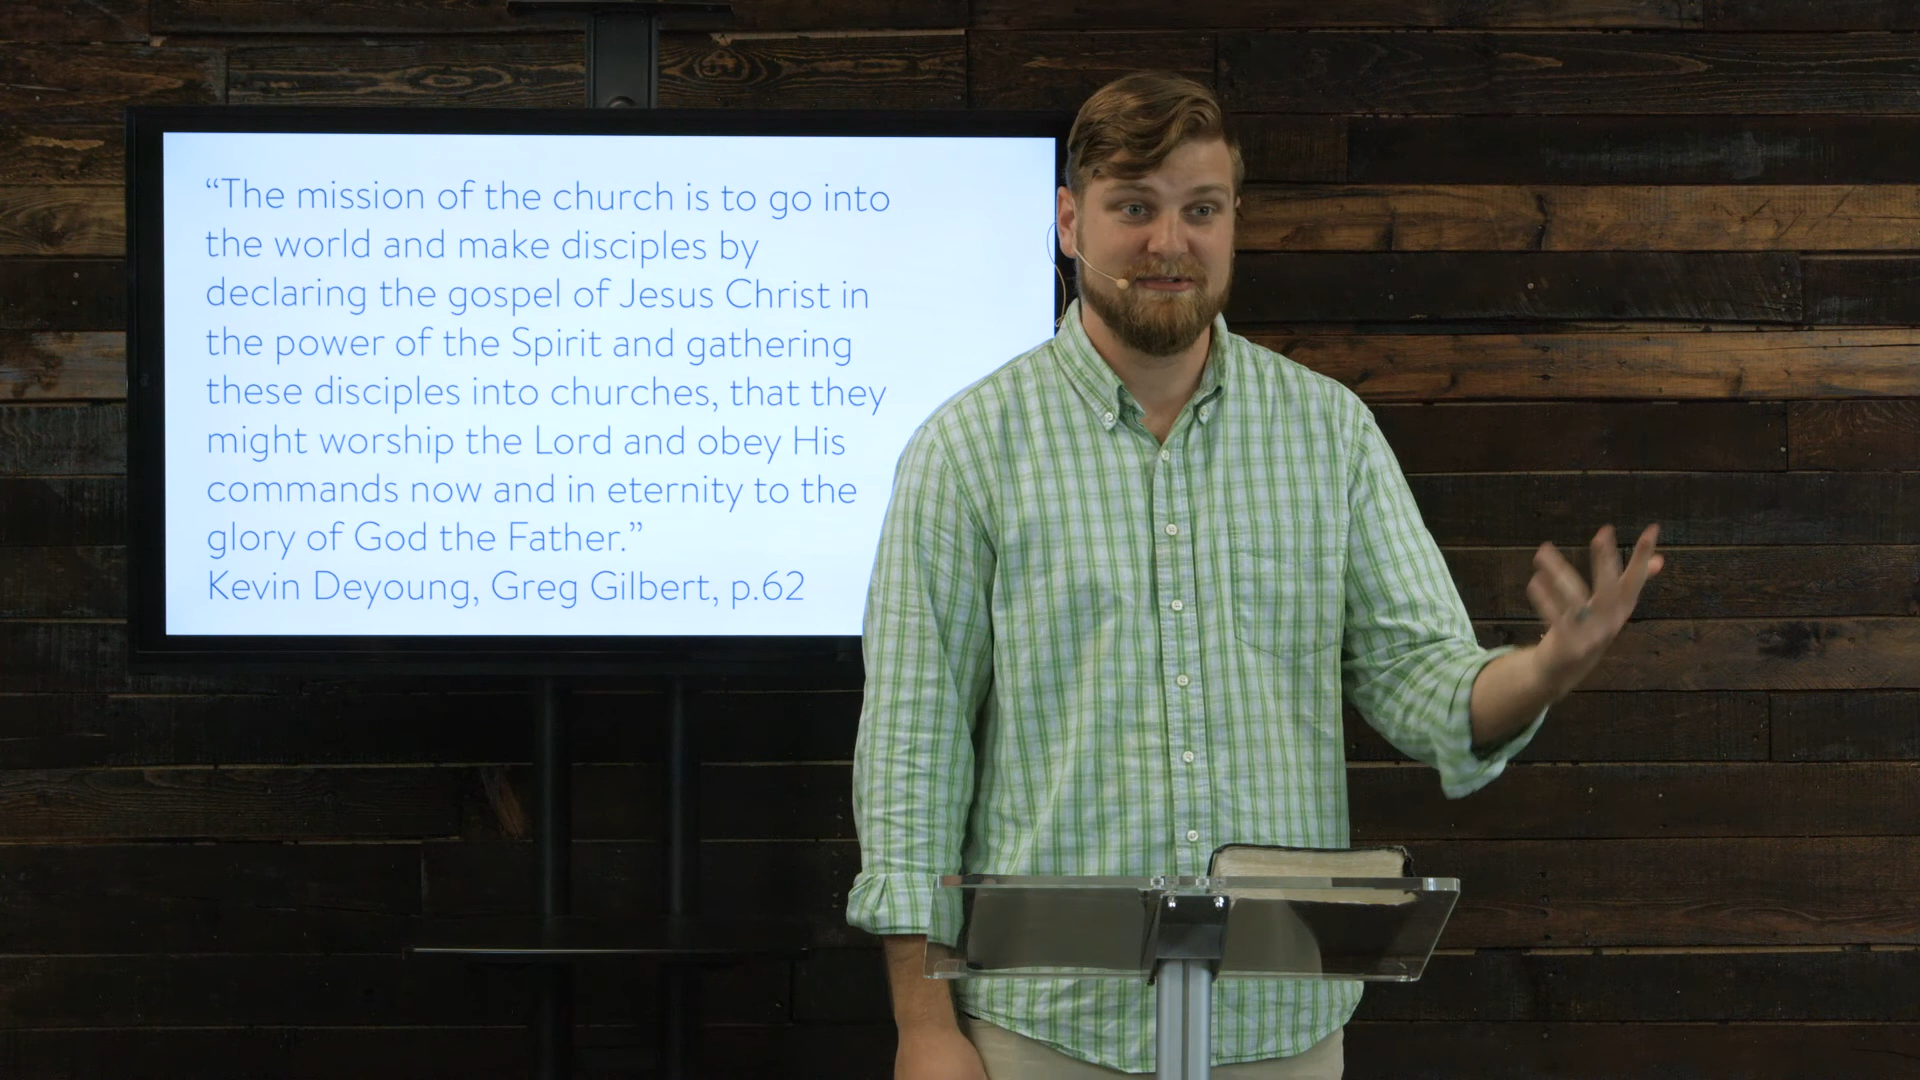 “The mission of the church is to go into
the world and make disciples by
declaring the gospel of Jesus Christ in
the power of the Spirit and gathering
these disciples into churches, that they
might worship the Lord and obey His
commands now and in eternity to the
glory of God the Father.”
Kevin Deyoung, Greg Gilbert, p.62